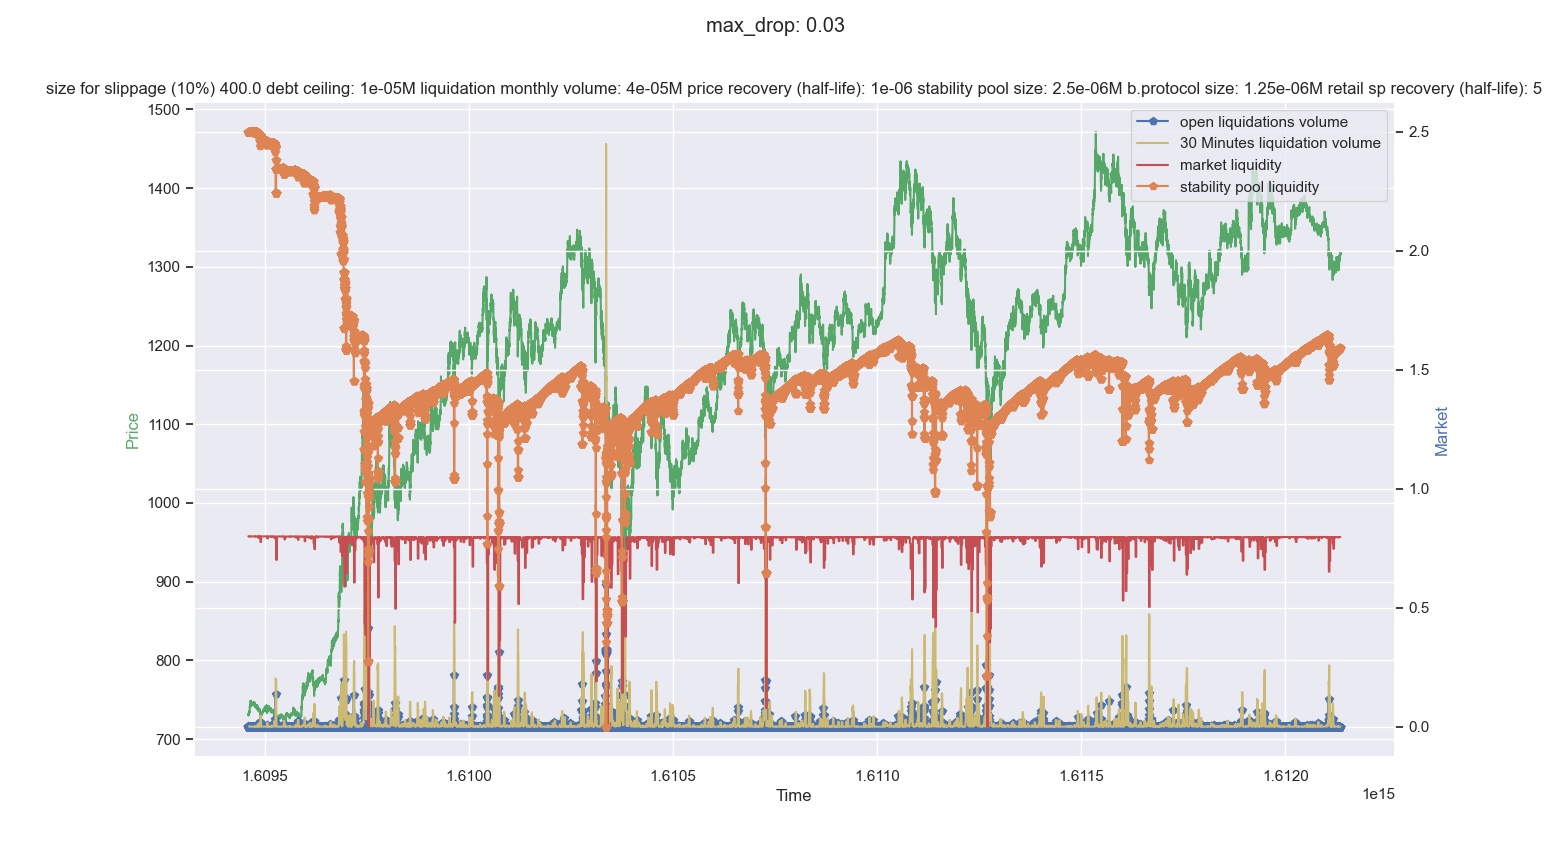 max_drop: 0.03
size for slippage (10%) 400.0 debt ceiling: 1e-05M liquidation monthly volume: 4e-05M price recovery (half-life): 1e-06 stability pool size: 2.5e-06M b.protocol size: 1.25e-06M retail sp recovery (half-life): 5
open liquidations volume
30 Minutes liquidation volume
market liquidity
stability pool liquidity
1500
1400
1300
1200
1100
1000
900
800
700
Price
2.5
2.0
1.5
1.0
0.5
0.0
Market
1.6095 1.6100 1.6105 1.6110 1.6115 1.6120
1e15
Time